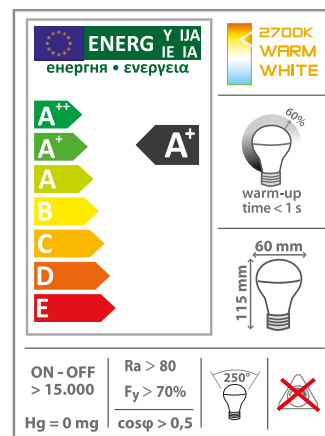 ENERG Y IJA
IE IA
енергия • ενεργεια
A++
A+
A
B
C
D
E
A+
2700K
WARM
WHITE
60%
warm-up
time < 1 s
60 mm
115 mm
ON - OFF
> 15.000
Hg = 0 mg
Ra > 80
Fy > 70%
cosφ > 0,5
250°